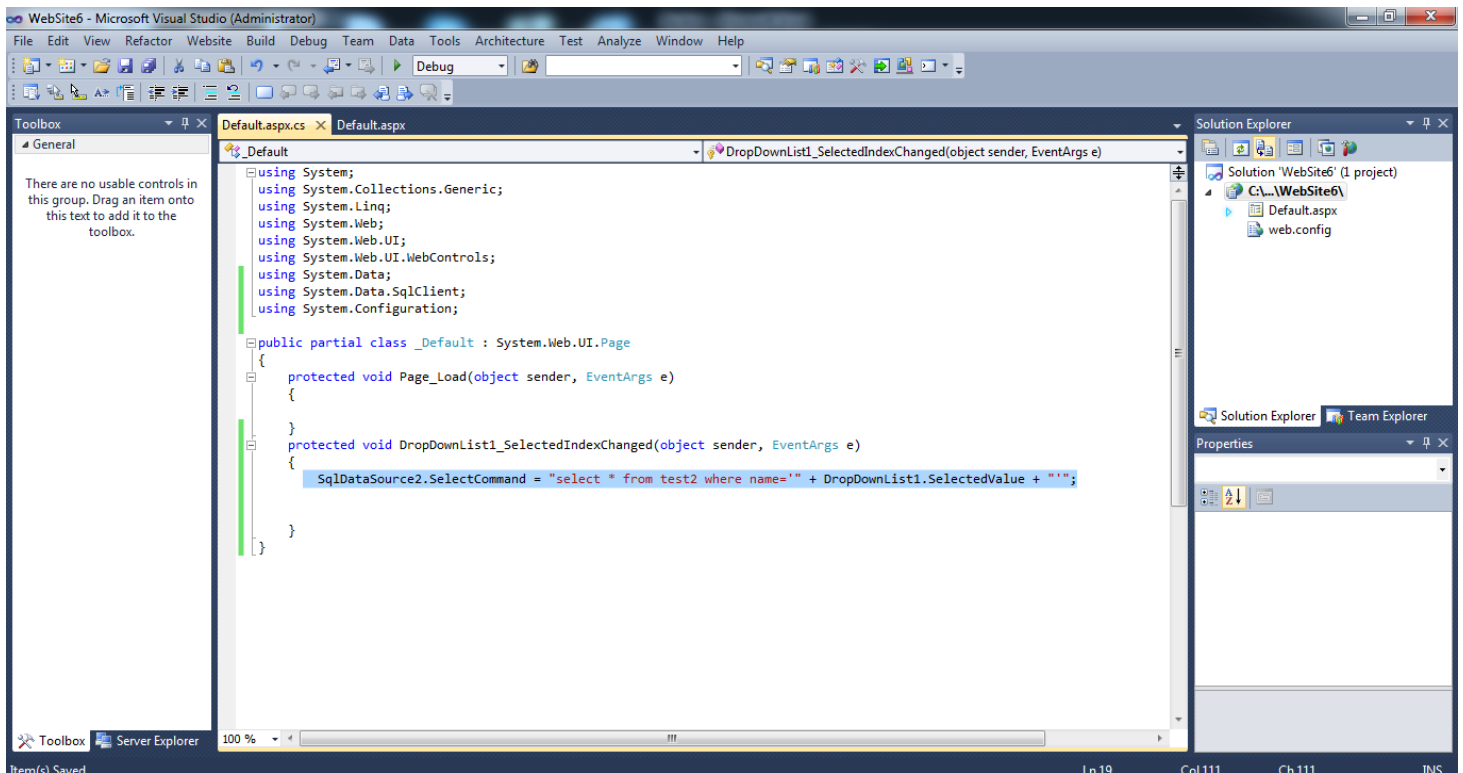 WebSite6 - Microsoft Visual Studio (Administrator)
File Edit View Refactor Website Build Debug Team Data Tools Architecture Test Analyze Window Help
Debug
Toolbox
General
There are no usable controls in
this group. Drag an item onto
this text to add it to the
toolbox.
Toolbox Server Explorer
Default.aspx.cs Default.aspx
_Default DropDownList1_SelectedIndexChanged(object sender, EventArgs e)
using System;
using System.Collections.Generic;
using System.Linq;
using System.Web;
using System.Web.UI;
using System.Web.UI.WebControls;
using System.Data;
using System.Data.SqlClient;
using System.Configuration;
public partial class _Default : System.Web.UI.Page
{
protected void Page_Load(object sender, EventArgs e)
{
}
protected void DropDownList1_SelectedIndexChanged(object sender, EventArgs e)
{
SqlDataSource2.SelectCommand = "select * from test2 where name='" + DropDownList1.SelectedValue + "'";
}
}
100 %
Solution Explorer
Solution 'WebSite6' (1 project)
C:\...\WebSite6\
Default.aspx
web.config
Solution Explorer Team Explorer
Properties
Item(s) Saved Ln 19 Col 111 Ch 111 INS